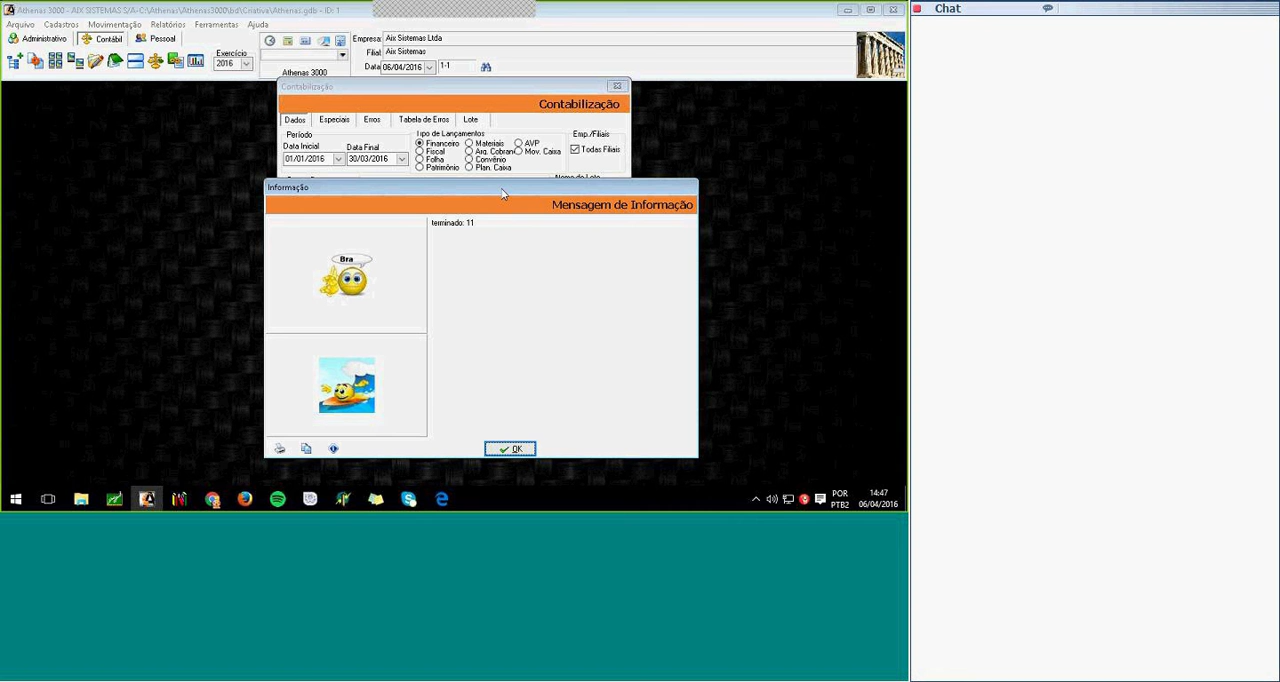 Athenas 3000 - AIX SISTEMAS S/A-C:\Athenas\Athenas3000\bd\Criativa\Athenas.gdb - ID: 1
Chat
Arquivo Cadastros Movimentação Relatórios Ferramentas Ajuda
Administrativo Contábil Pessoal
Empresa: Aix Sistemas Ltda
Filial: Aix Sistemas
Exercício
2016
Data 06/04/2016 1-1
Athenas 3000
Contabilização
Contabilização
Dados Especiais Erros Tabela de Erros Lote
Período
Data Inicial Data Final
01/01/2016 30/03/2016
Tipo de Lançamentos
Financeiro Materiais AVP
Fiscal Arq. Cobran Mov. Caixa
Folha Convênio
Patrimônio Plan. Caixa
Emp./Filiais
Todas Filiais
Informação
Mensagem de Informação
terminado: 11
Bra
OK
POR
PTB2
14:47
06/04/2016